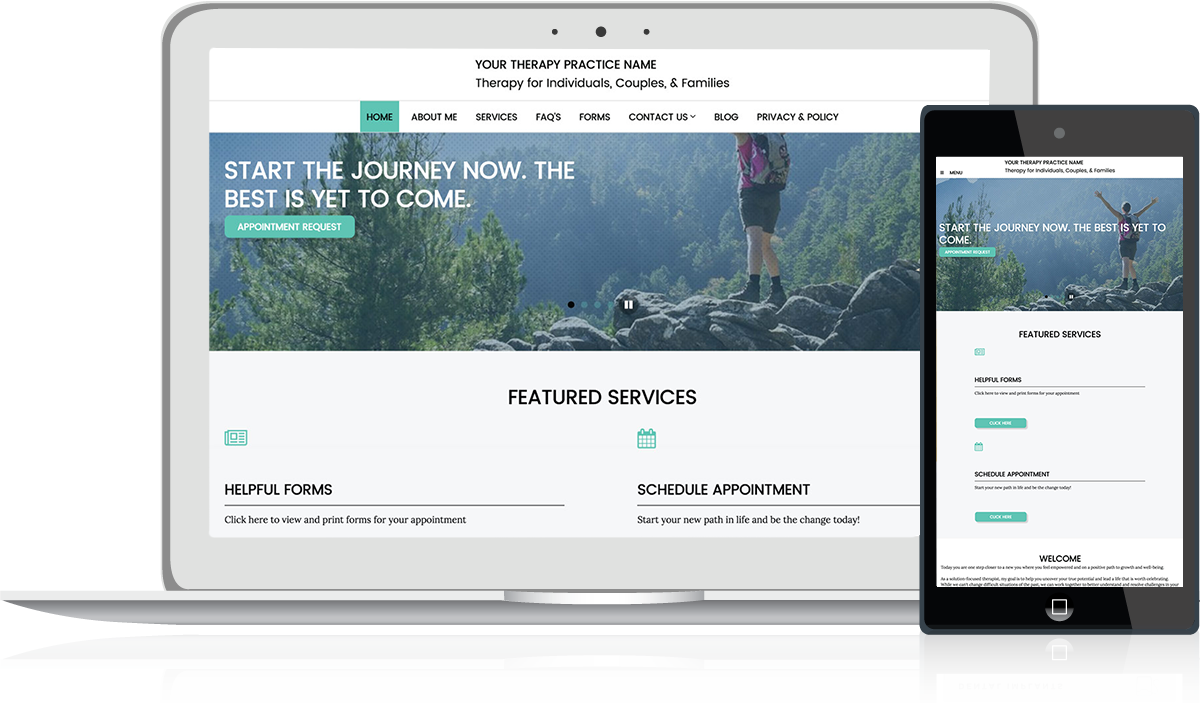 YOUR THERAPY PRACTICE NAME
Therapy for Individuals, Couples, & Families
HOME ABOUT ME SERVICES FAQ'S FORMS CONTACT US BLOG PRIVACY & POLICY
START THE JOURNEY NOW. THE
BEST IS YET TO COME.
APPOINTMENT REQUEST
FEATURED SERVICES
HELPFUL FORMS
Click here to view and print forms for your appointment
SCHEDULE APPOINTMENT
Start your new path in life and be the change today!
YOUR THERAPY PRACTICE NAME
Therapy for Individuals, Couples, & Families
MENU
START THE JOURNEY NOW. THE BEST IS YET TO
COME.
APPOINTMENT REQUEST
FEATURED SERVICES
HELPFUL FORMS
Click here to view and print forms for your appointment
CLICK HERE
SCHEDULE APPOINTMENT
Start your new path in life and be the change today!
CLICK HERE
WELCOME
Today you are one step closer to a new you where you feel empowered and on a positive path to growth and well-being.
As a solution-focused therapist, my goal is to help you uncover your true potential and lead a life that is worth celebrating.
While we can't change difficult situations of the past, we can work together to better understand and resolve challenges in your